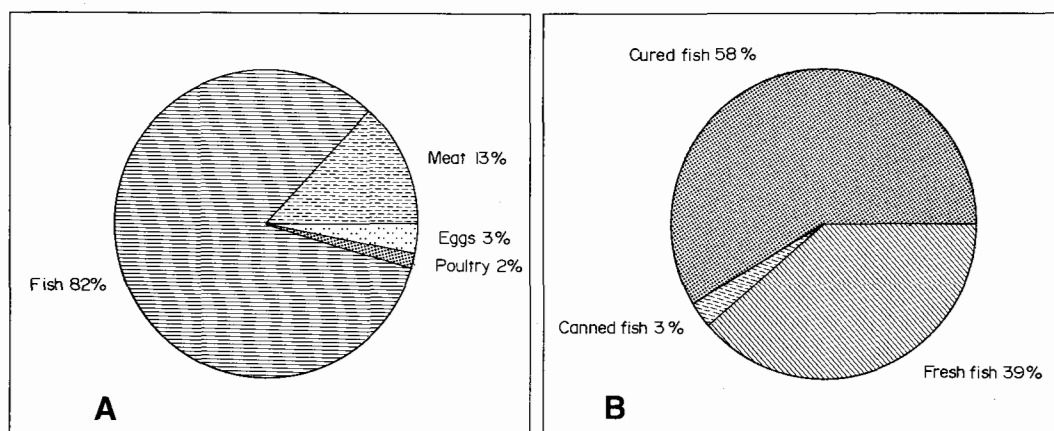 Meat 13%
Eggs 3%
Poultry 2%
Fish 82%
A
Cured fish 58%
Canned fish 3%
Fresh fish 39%
B